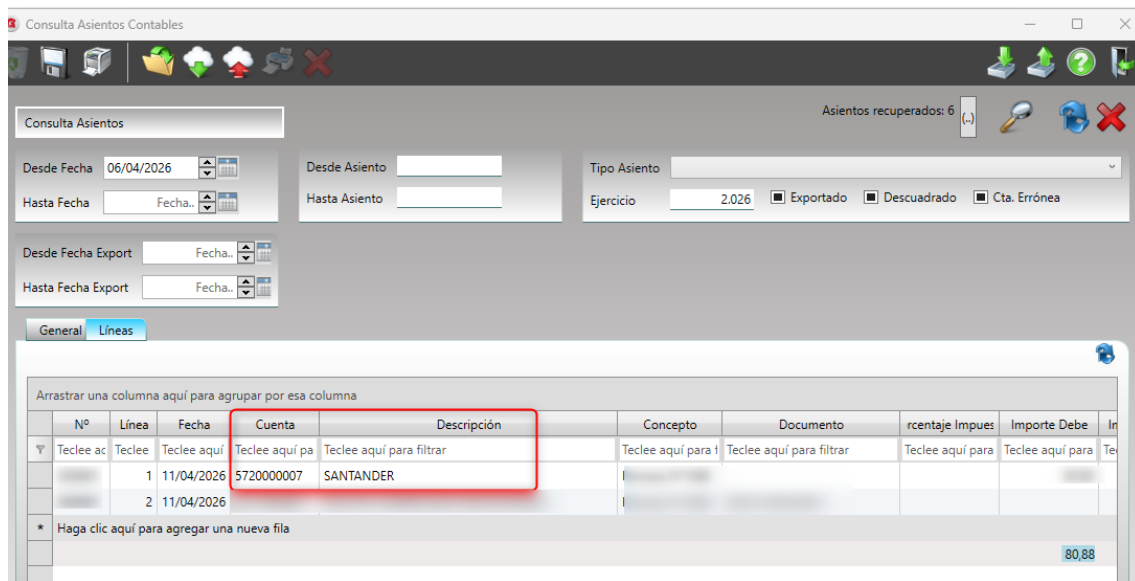 Consulta Asientos Contables
Asientos recuperados: 6 (..)
Consulta Asientos
Desde Fecha 06/04/2026 Desde Asiento Tipo Asiento
Hasta Fecha Fecha.. Hasta Asiento Ejercicio 2.026 Exportado Descuadrado Cta. Errónea
Desde Fecha Export Fecha..
Hasta Fecha Export Fecha..
General Líneas
Arrastrar una columna aquí para agrupar por esa columna
Nº Línea Fecha Cuenta Descripción Concepto Documento rcentaje Impues Importe Debe In
Teclee ac Teclee Teclee aquí Teclee aquí pa Teclee aquí para filtrar Teclee aquí para f Teclee aquí para filtrar Teclee aquí para Teclee aquí para Tec
1 11/04/2026 5720000007 SANTANDER
2 11/04/2026
* Haga clic aquí para agregar una nueva fila
80,88